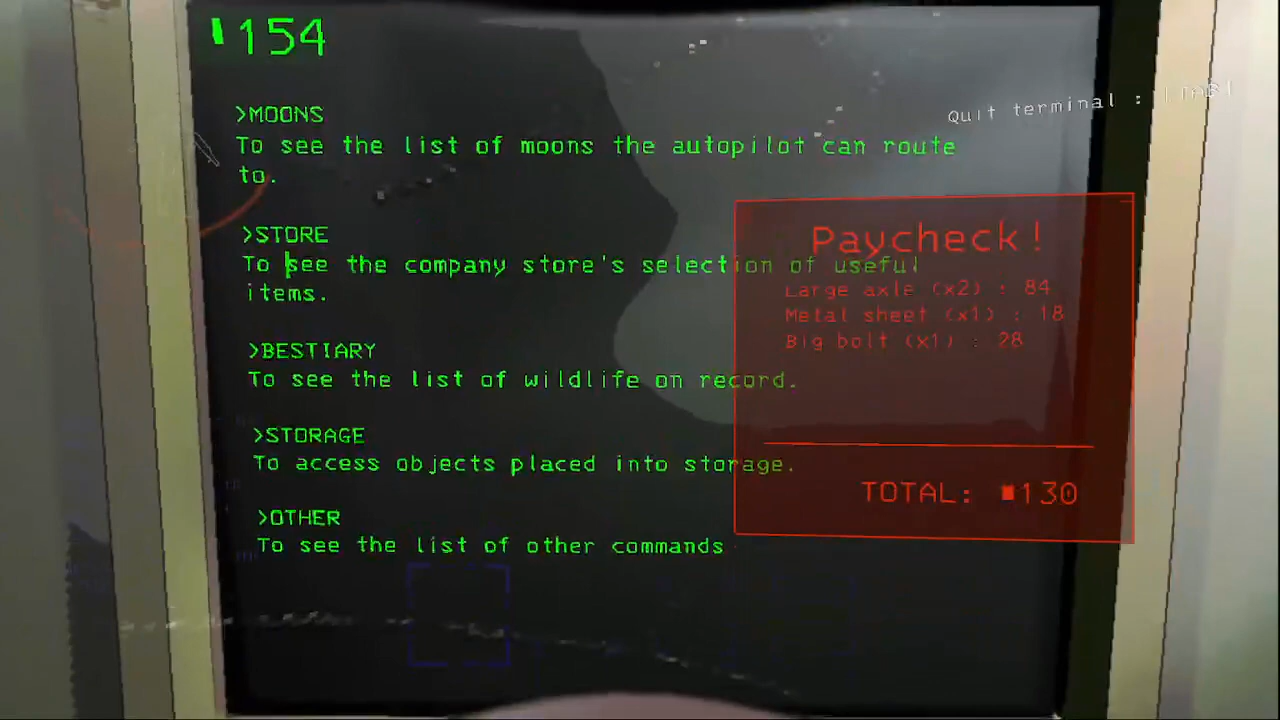 154
>MOONS
To see the list of moons the autopilot can route
to.
>STORE
To see the company store's selection of useful
items.
>BESTIARY
To see the list of wildlife on record.
>STORAGE
To access objects placed into storage.
>OTHER
To see the list of other commands
Quit terminal : [TAB]
Paycheck!
Large axle (x2) : 84
Metal sheet (x1) : 18
Big bolt (x1) : 28
TOTAL: ■130